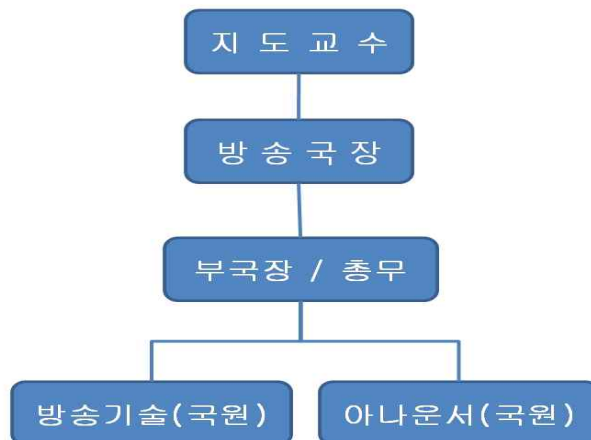 지 도 교 수
방 송 국 장
부국장 / 총무
방송기술(국원)
아나운서(국원)